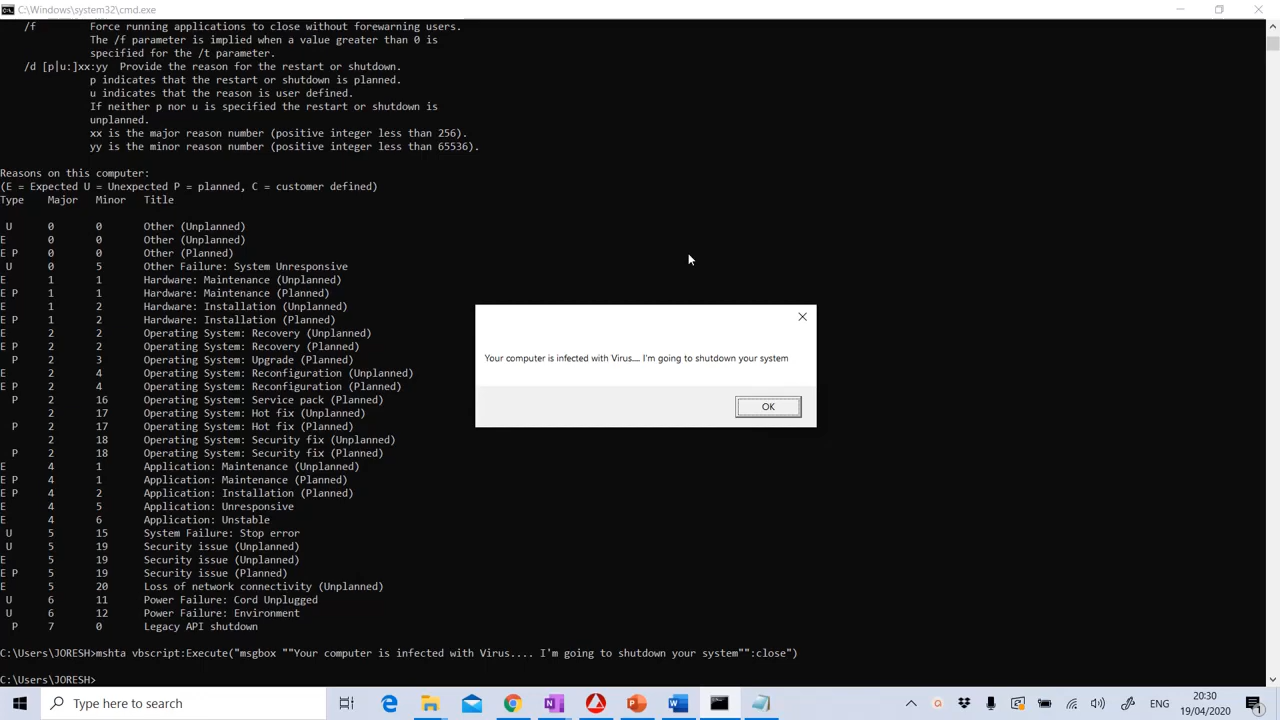 C:\Windows\system32\cmd.exe
/f Force running applications to close without forewarning users.
The /f parameter is implied when a value greater than 0 is
specified for the /t parameter.
/d [p|u:]xx:yy Provide the reason for the restart or shutdown.
p indicates that the restart or shutdown is planned.
u indicates that the reason is user defined.
If neither p nor u is specified the restart or shutdown is
unplanned.
xx is the major reason number (positive integer less than 256).
yy is the minor reason number (positive integer less than 65536).
Reasons on this computer:
(E = Expected U = Unexpected P = planned, C = customer defined)
Type Major Minor Title
U 0 0 Other (Unplanned)
E 0 0 Other (Unplanned)
E P 0 0 Other (Planned)
U 0 5 Other Failure: System Unresponsive
E 1 1 Hardware: Maintenance (Unplanned)
E P 1 1 Hardware: Maintenance (Planned)
E 1 2 Hardware: Installation (Unplanned)
E P 1 2 Hardware: Installation (Planned)
E 2 2 Operating System: Recovery (Unplanned)
E P 2 2 Operating System: Recovery (Planned)
P 2 3 Operating System: Upgrade (Planned)
E 2 4 Operating System: Reconfiguration (Unplanned)
E P 2 4 Operating System: Reconfiguration (Planned)
P 2 16 Operating System: Service pack (Planned)
2 17 Operating System: Hot fix (Unplanned)
P 2 17 Operating System: Hot fix (Planned)
2 18 Operating System: Security fix (Unplanned)
P 2 18 Operating System: Security fix (Planned)
E 4 1 Application: Maintenance (Unplanned)
E P 4 1 Application: Maintenance (Planned)
E P 4 2 Application: Installation (Planned)
E 4 5 Application: Unresponsive
E 4 6 Application: Unstable
U 5 15 System Failure: Stop error
U 5 19 Security issue (Unplanned)
E 5 19 Security issue (Unplanned)
E P 5 19 Security issue (Planned)
E 5 20 Loss of network connectivity (Unplanned)
U 6 11 Power Failure: Cord Unplugged
U 6 12 Power Failure: Environment
P 7 0 Legacy API shutdown
C:\Users\JORESH>mshta vbscript:Execute("msgbox ""Your computer is infected with Virus.... I'm going to shutdown your system"":close")
C:\Users\JORESH>
Your computer is infected with Virus.... I'm going to shutdown your system
OK
Type here to search
ENG
20:30
19/04/2020
1